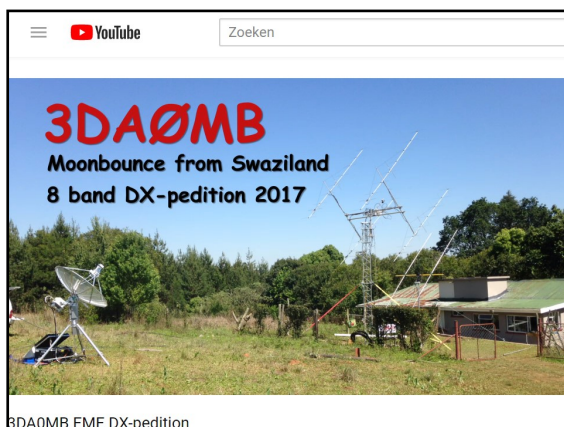 YouTube
Zoeken
3DAØMB
Moonbounce from Swaziland
8 band DX-pedition 2017
3DA0MB EME DX-pedition